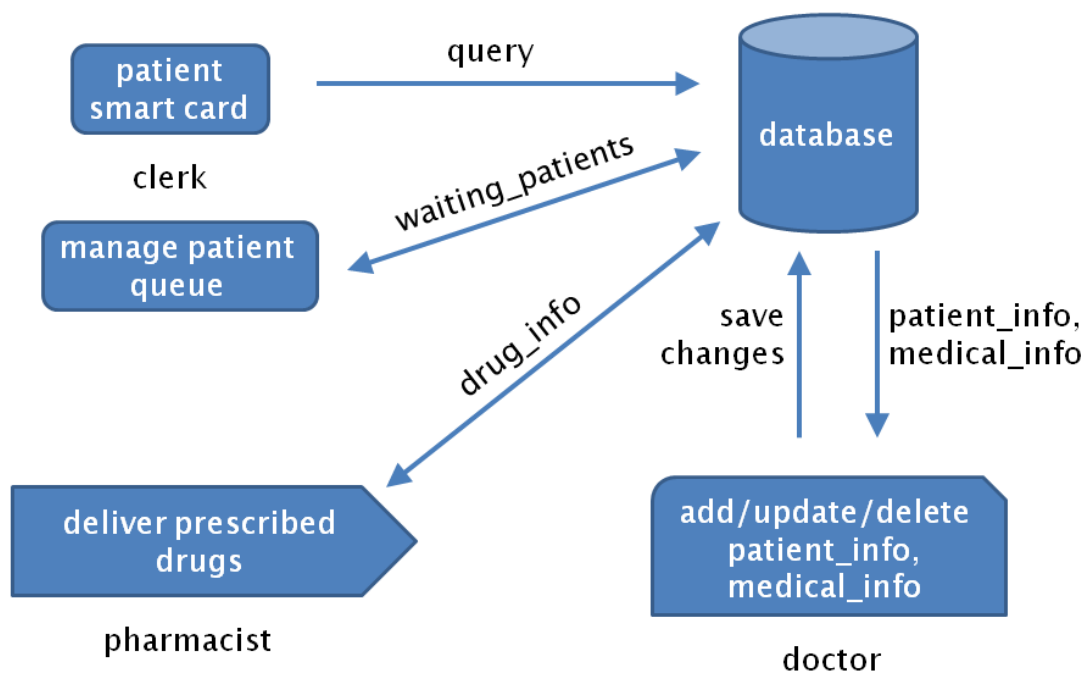 patient
smart card
clerk
query
database
waiting_patients
manage patient
queue
drug_info
save
changes
patient_info,
medical_info
deliver prescribed
drugs
pharmacist
add/update/delete
patient_info,
medical_info
doctor